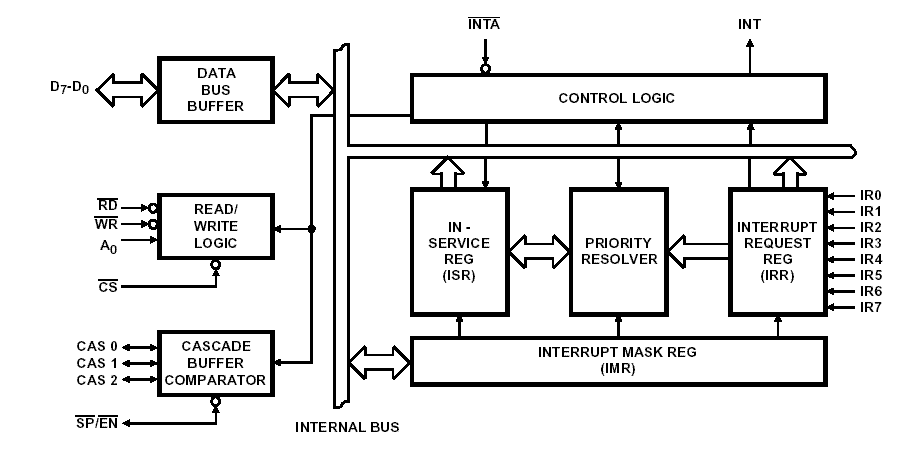 INTA
INT
D7-D0
DATA
BUS
BUFFER
CONTROL LOGIC
RD
WR
A0
CS
READ/
WRITE
LOGIC
IN -
SERVICE
REG
(ISR)
PRIORITY
RESOLVER
INTERRUPT
REQUEST
REG
(IRR)
IR0
IR1
IR2
IR3
IR4
IR5
IR6
IR7
CAS 0
CAS 1
CAS 2
CASCADE
BUFFER
COMPARATOR
SP/EN
INTERRUPT MASK REG
(IMR)
INTERNAL BUS